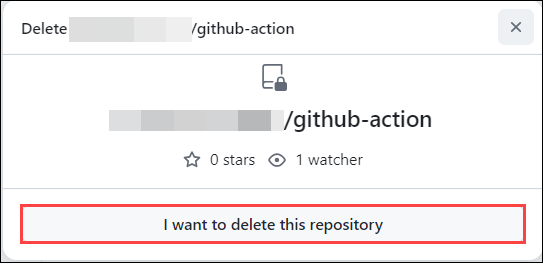 Delete /github-action
/github-action
0 stars 1 watcher
I want to delete this repository